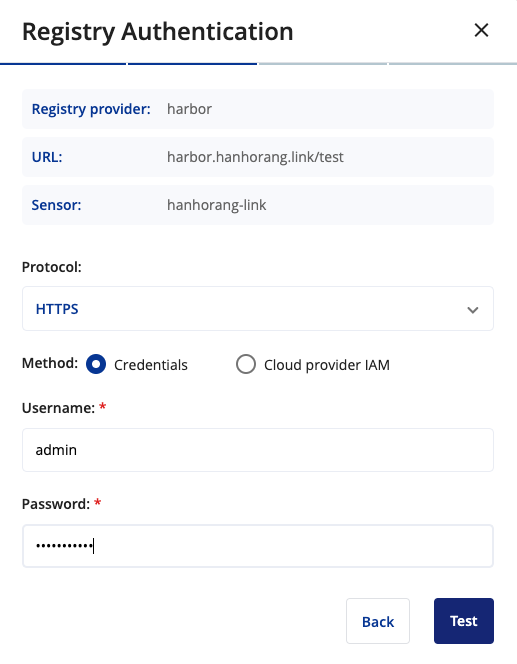 Registry Authentication
Registry provider: harbor
URL: harbor.hanhorang.link/test
Sensor: hanhorang-link
Protocol:
HTTPS
Method: Credentials Cloud provider IAM
Username: *
admin
Password: *
•••••••••••
Back Test